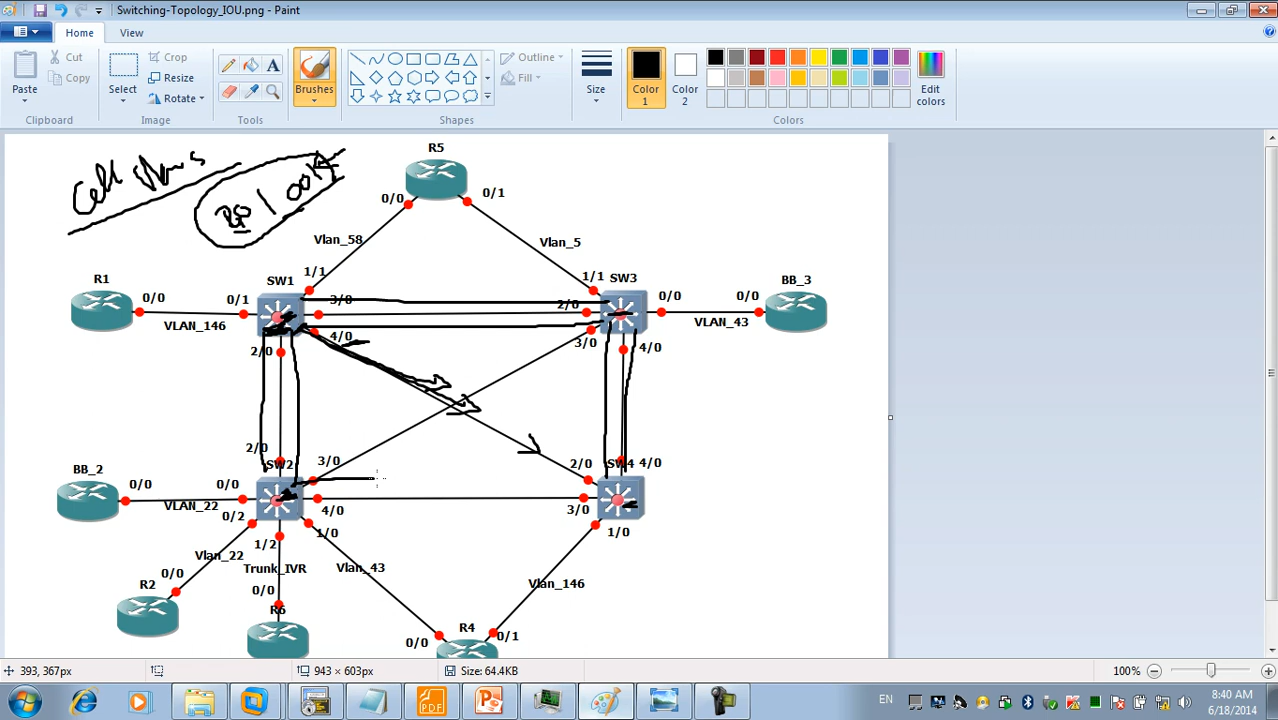 Switching-Topology_IOU.png - Paint
Home
View
Paste
Cut
Copy
Clipboard
Select
Crop
Resize
Rotate
Image
Tools
Brushes
Outline
Fill
Shapes
Size
Color 1
Color 2
Edit colors
Colors
R5
0/0
0/1
Vlan_58
Vlan_5
R1
0/0
0/1
VLAN_146
SW1
1/1
3/0
4/0
2/0
SW3
1/1
2/0
3/0
0/0
4/0
BB_3
0/0
VLAN_43
2/0
SW2
3/0
BB_2
0/0
0/0
VLAN_22
0/2
4/0
1/0
1/2
SW4
2/0
4/0
3/0
1/0
Vlan_22
R2
0/0
Trunk_IVR
0/0
R6
Vlan_43
Vlan_146
R4
0/0
0/1
393, 367px
943 × 603px
Size: 64.4KB
100%
EN
8:40 AM
6/18/2014